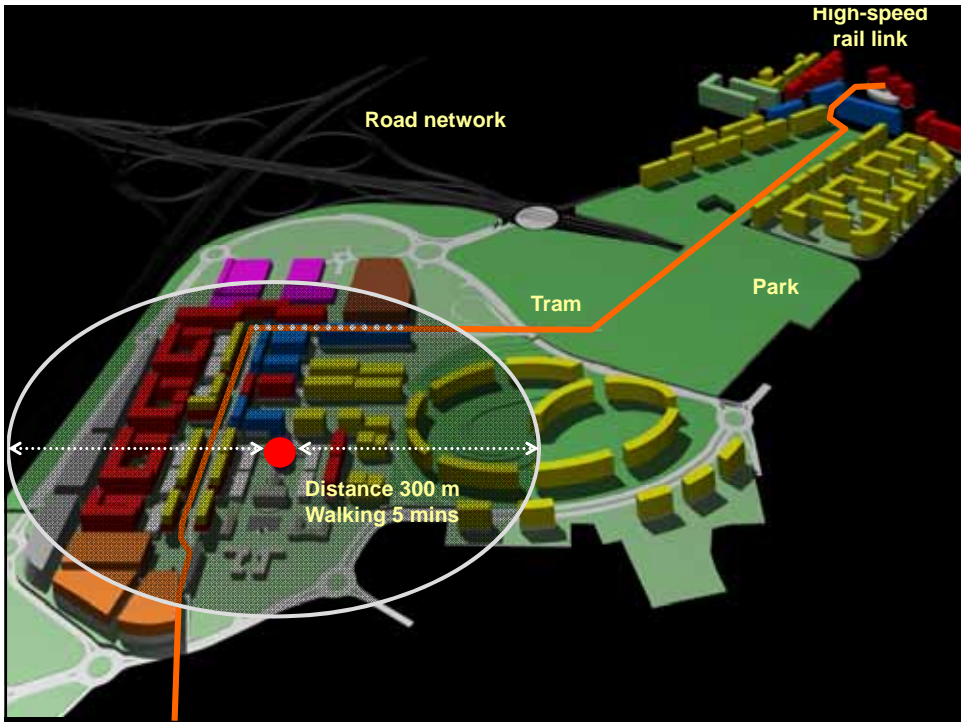 High-speed
rail link
Road network
Tram
Park
Distance 300 m
Walking 5 mins